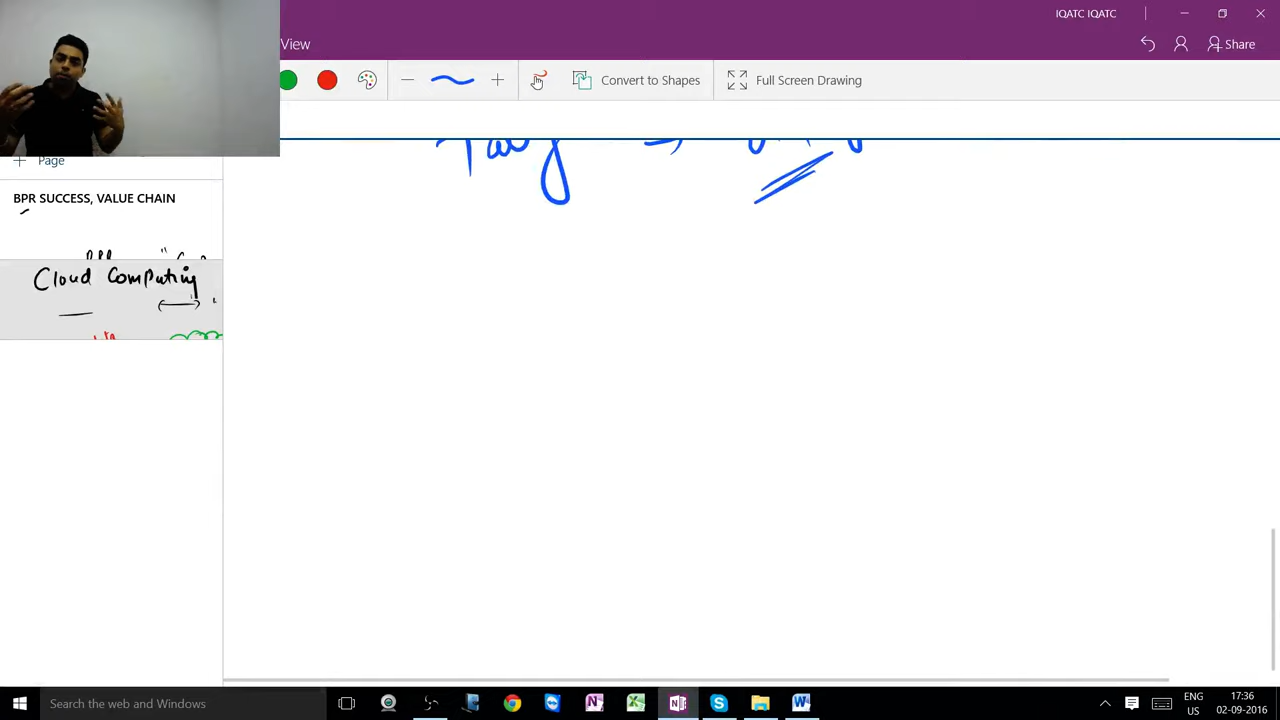 IQATC IQATC
View
Share
Convert to Shapes
Full Screen Drawing
Page
BPR SUCCESS, VALUE CHAIN
Cloud Computing
Search the web and Windows
ENG
US
17:36
02-09-2016